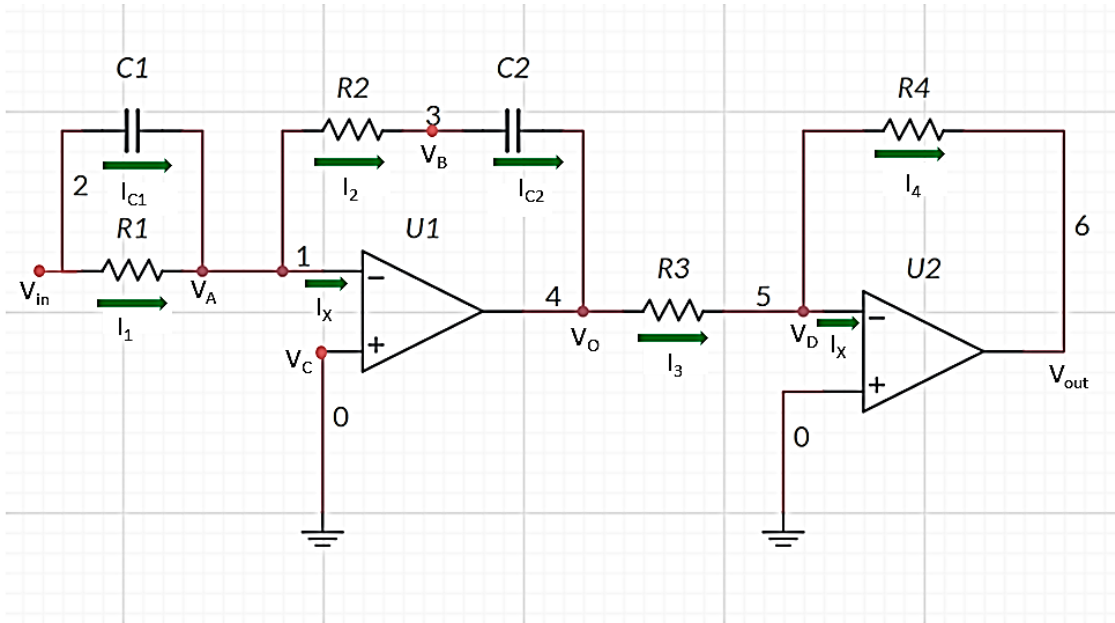 C1
C2
R2
R4
3
V_B
2
I_C1
I_2
I_C2
I_4
R1
U1
6
1
R3
U2
V_in
V_A
I_X
4
5
I_1
V_C
V_O
V_D
I_X
I_3
V_out
0
0
-
+
-
+